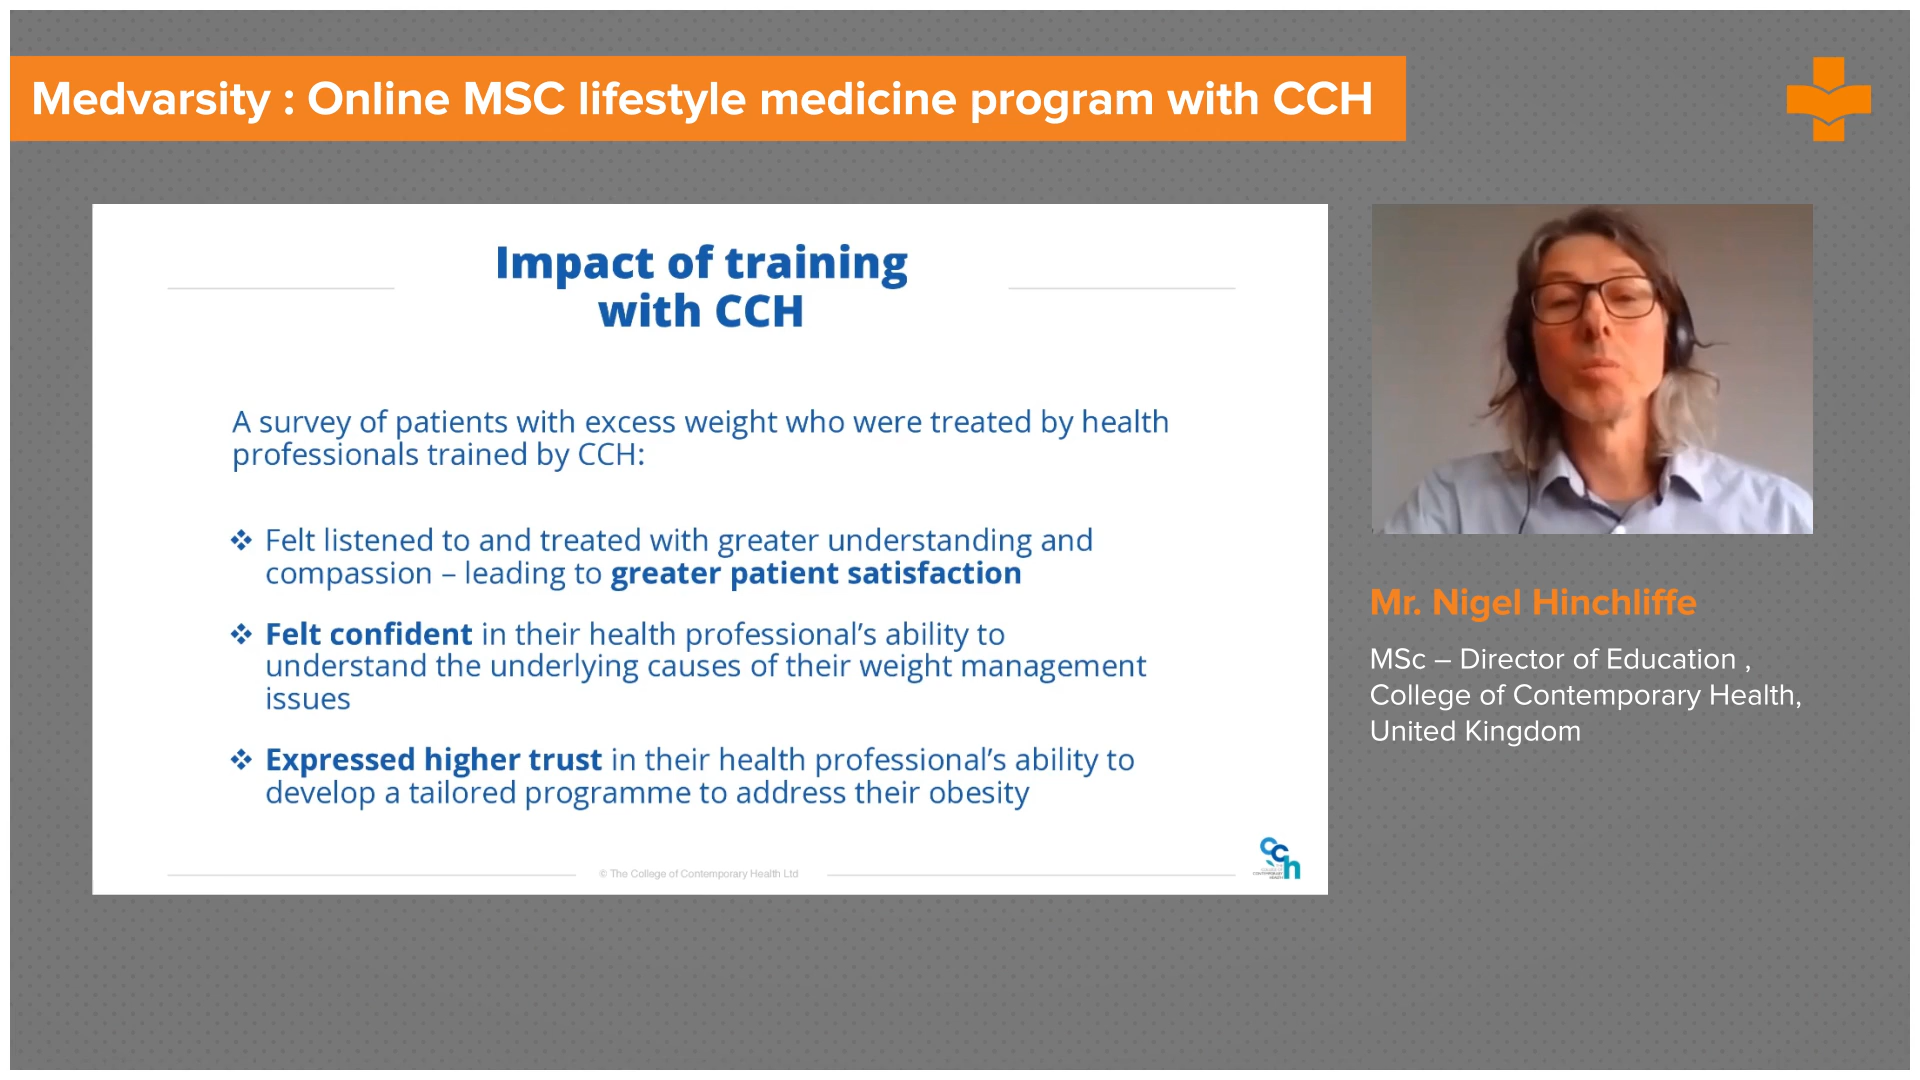 Medvarsity : Online MSC lifestyle medicine program with CCH
Impact of training
with CCH
A survey of patients with excess weight who were treated by health
professionals trained by CCH:
❖ Felt listened to and treated with greater understanding and
compassion – leading to greater patient satisfaction
❖ Felt confident in their health professional’s ability to
understand the underlying causes of their weight management
issues
❖ Expressed higher trust in their health professional’s ability to
develop a tailored programme to address their obesity
© The College of Contemporary Health Ltd
cch
Mr. Nigel Hinchliffe
MSc – Director of Education ,
College of Contemporary Health,
United Kingdom